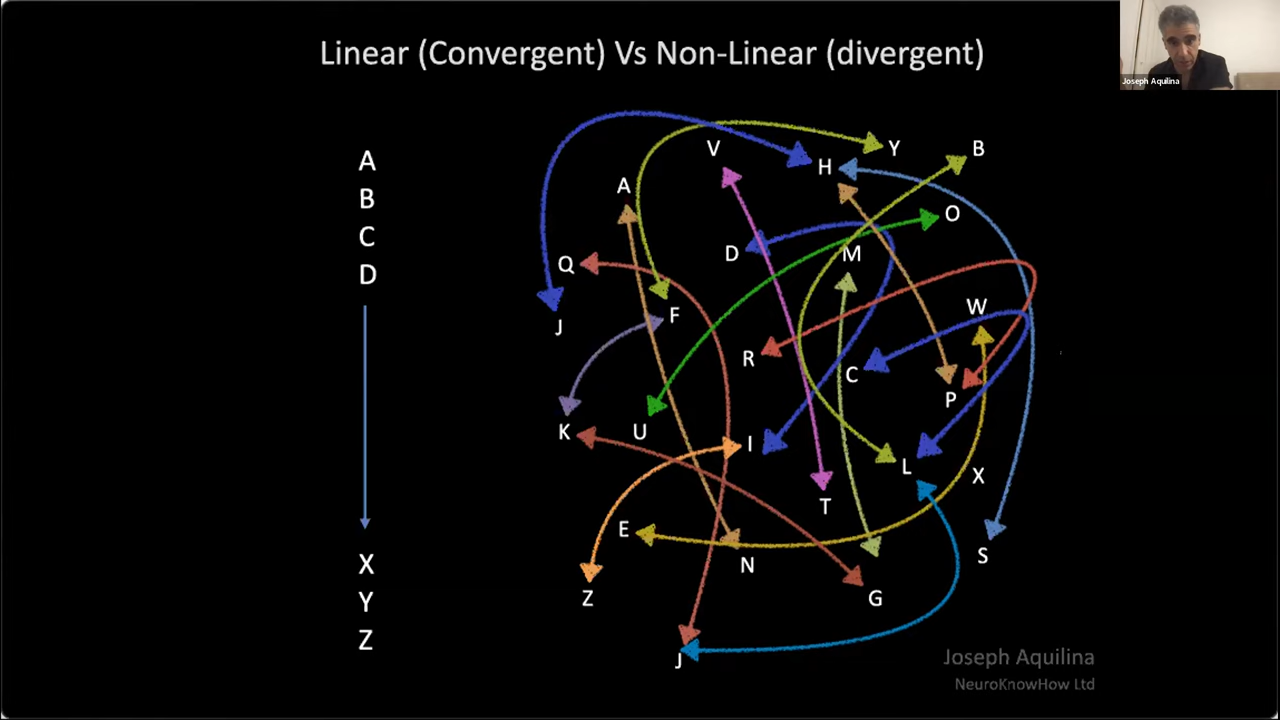 Linear (Convergent) Vs Non-Linear (divergent)
Joseph Aquilina
A
B
C
D
X
Y
Z
V
H
Y
B
A
O
Q
D
M
J
F
W
R
C
P
K
U
I
L
X
T
E
N
S
Z
G
J
Joseph Aquilina
NeuroKnowHow Ltd